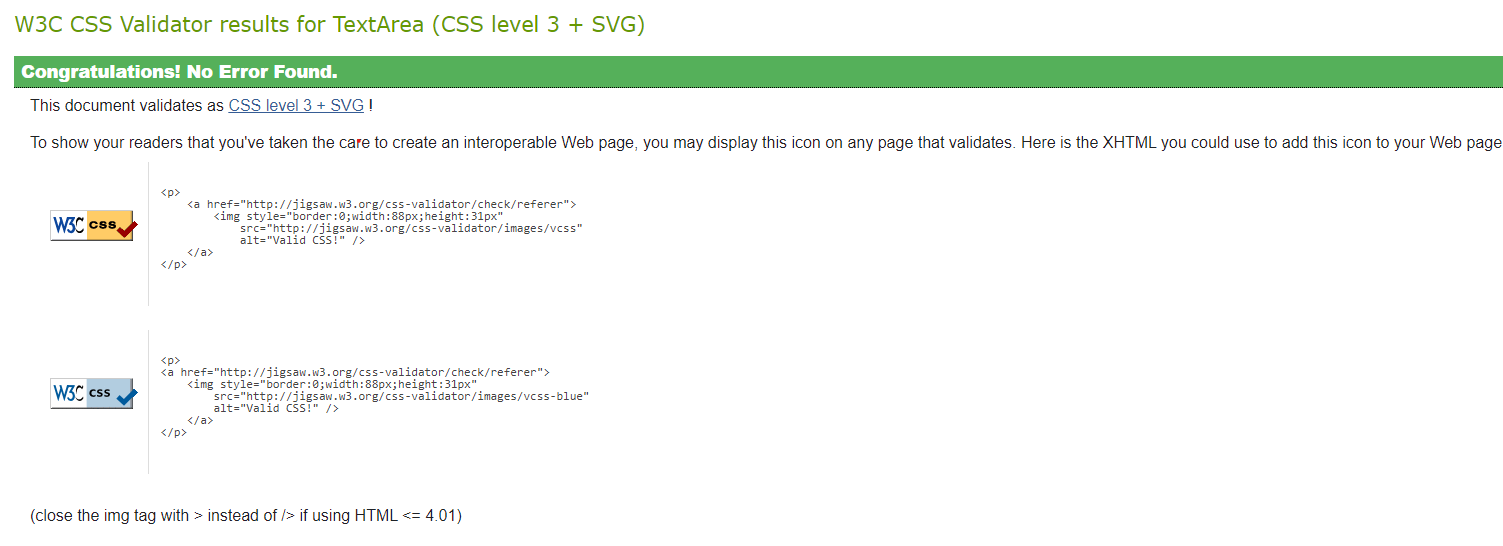 W3C CSS Validator results for TextArea (CSS level 3 + SVG)
Congratulations! No Error Found.
This document validates as CSS level 3 + SVG !
To show your readers that you've taken the care to create an interoperable Web page, you may display this icon on any page that validates. Here is the XHTML you could use to add this icon to your Web page
W3C css
<p>
    <a href="http://jigsaw.w3.org/css-validator/check/referer">
        <img style="border:0;width:88px;height:31px"
            src="http://jigsaw.w3.org/css-validator/images/vcss"
            alt="Valid CSS!" />
    </a>
</p>
W3C css
<p>
<a href="http://jigsaw.w3.org/css-validator/check/referer">
    <img style="border:0;width:88px;height:31px"
        src="http://jigsaw.w3.org/css-validator/images/vcss-blue"
        alt="Valid CSS!" />
    </a>
</p>
(close the img tag with > instead of /> if using HTML <= 4.01)